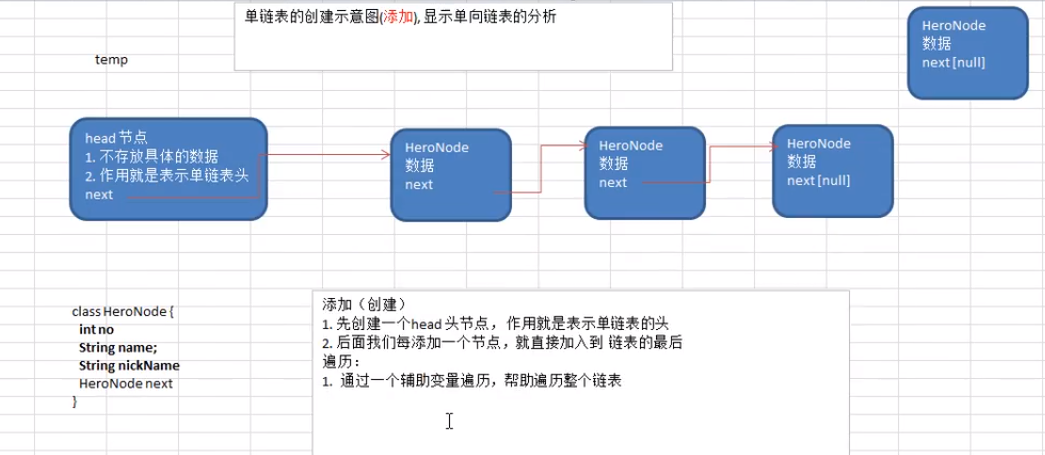 单链表的创建示意图(添加), 显示单向链表的分析
HeroNode
数据
next [null]
temp
head 节点
1. 不存放具体的数据
2. 作用就是表示单链表头
next
HeroNode
数据
next
HeroNode
数据
next
HeroNode
数据
next [null]
class HeroNode {
int no
String name;
String nickName
HeroNode next
}
添加（创建）
1. 先创建一个head 头节点， 作用就是表示单链表的头
2. 后面我们每添加一个节点，就直接加入到 链表的最后
遍历：
1. 通过一个辅助变量遍历，帮助遍历整个链表